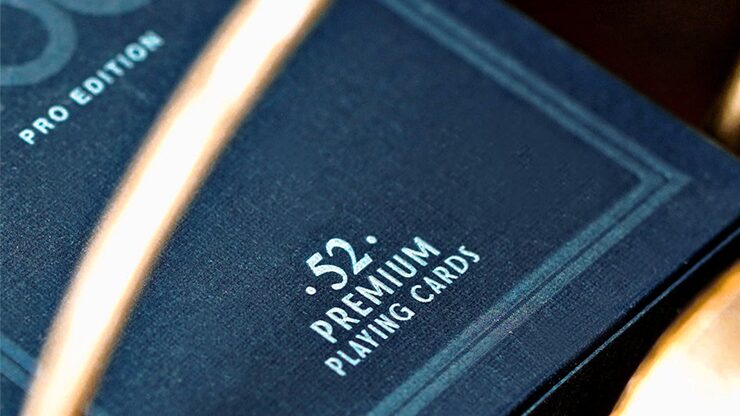 PRO EDITION
·52·
PREMIUM
PLAYING CARDS